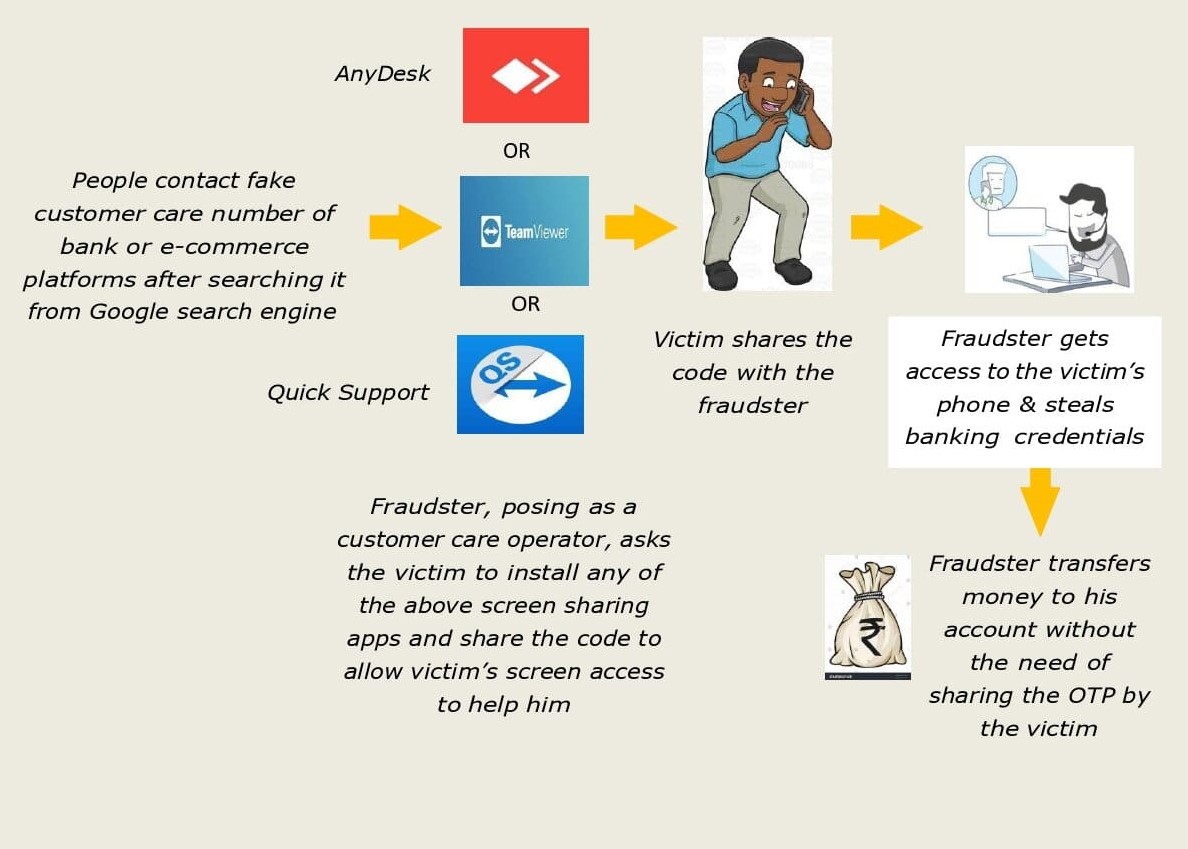 People contact fake
customer care number of
bank or e-commerce
platforms after searching it
from Google search engine
AnyDesk
OR
TeamViewer
OR
Quick Support
QS
Fraudster, posing as a
customer care operator, asks
the victim to install any of
the above screen sharing
apps and share the code to
allow victim's screen access
to help him
Victim shares the
code with the
fraudster
Fraudster gets
access to the victim's
phone & steals
banking credentials
₹
Fraudster transfers
money to his
account without
the need of
sharing the OTP by
the victim